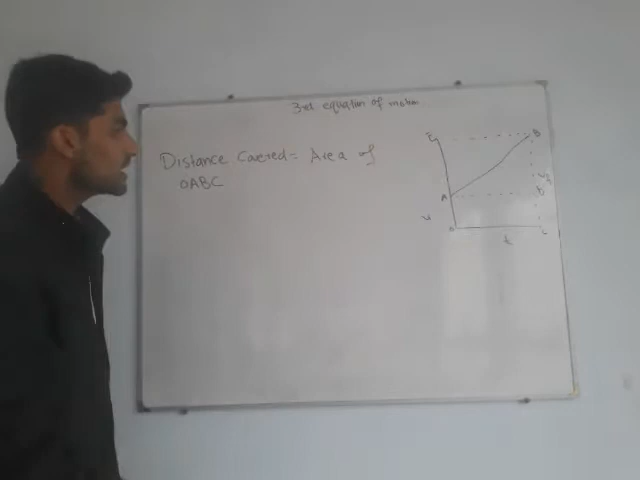 3rd equation of motion
Distance Covered = Area of
OABC
E
B
A
D
u
O
t
C